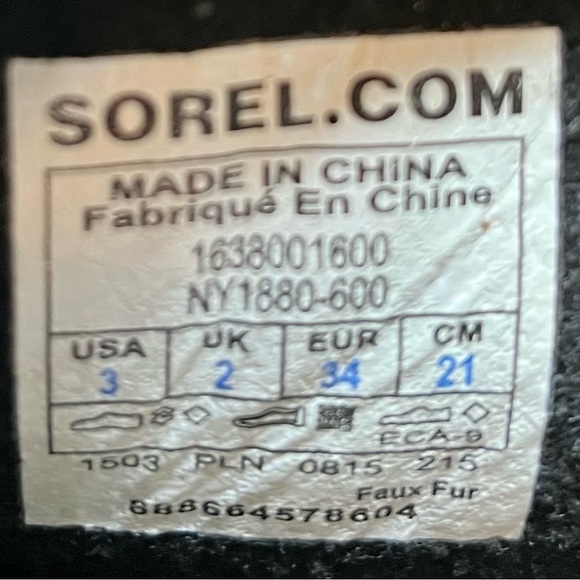 SOREL.COM
MADE IN CHINA
Fabriqué En Chine
1638001600
NY1880-600
USA UK EUR CM
3 2 34 21
ECA-9
1503 PLN 0815 215
Faux Fur
888664578604